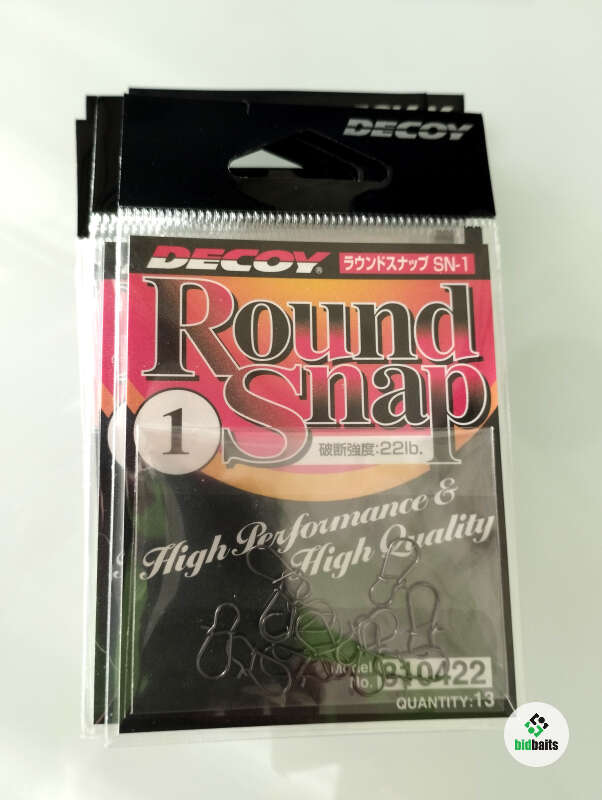 DECOY
DECOY® ラウンドスナップ SN-1
Round
Snap
1
破断強度:22lb.
High Performance &
High Quality
Model
No. 810422
QUANTITY:13
bidbaits